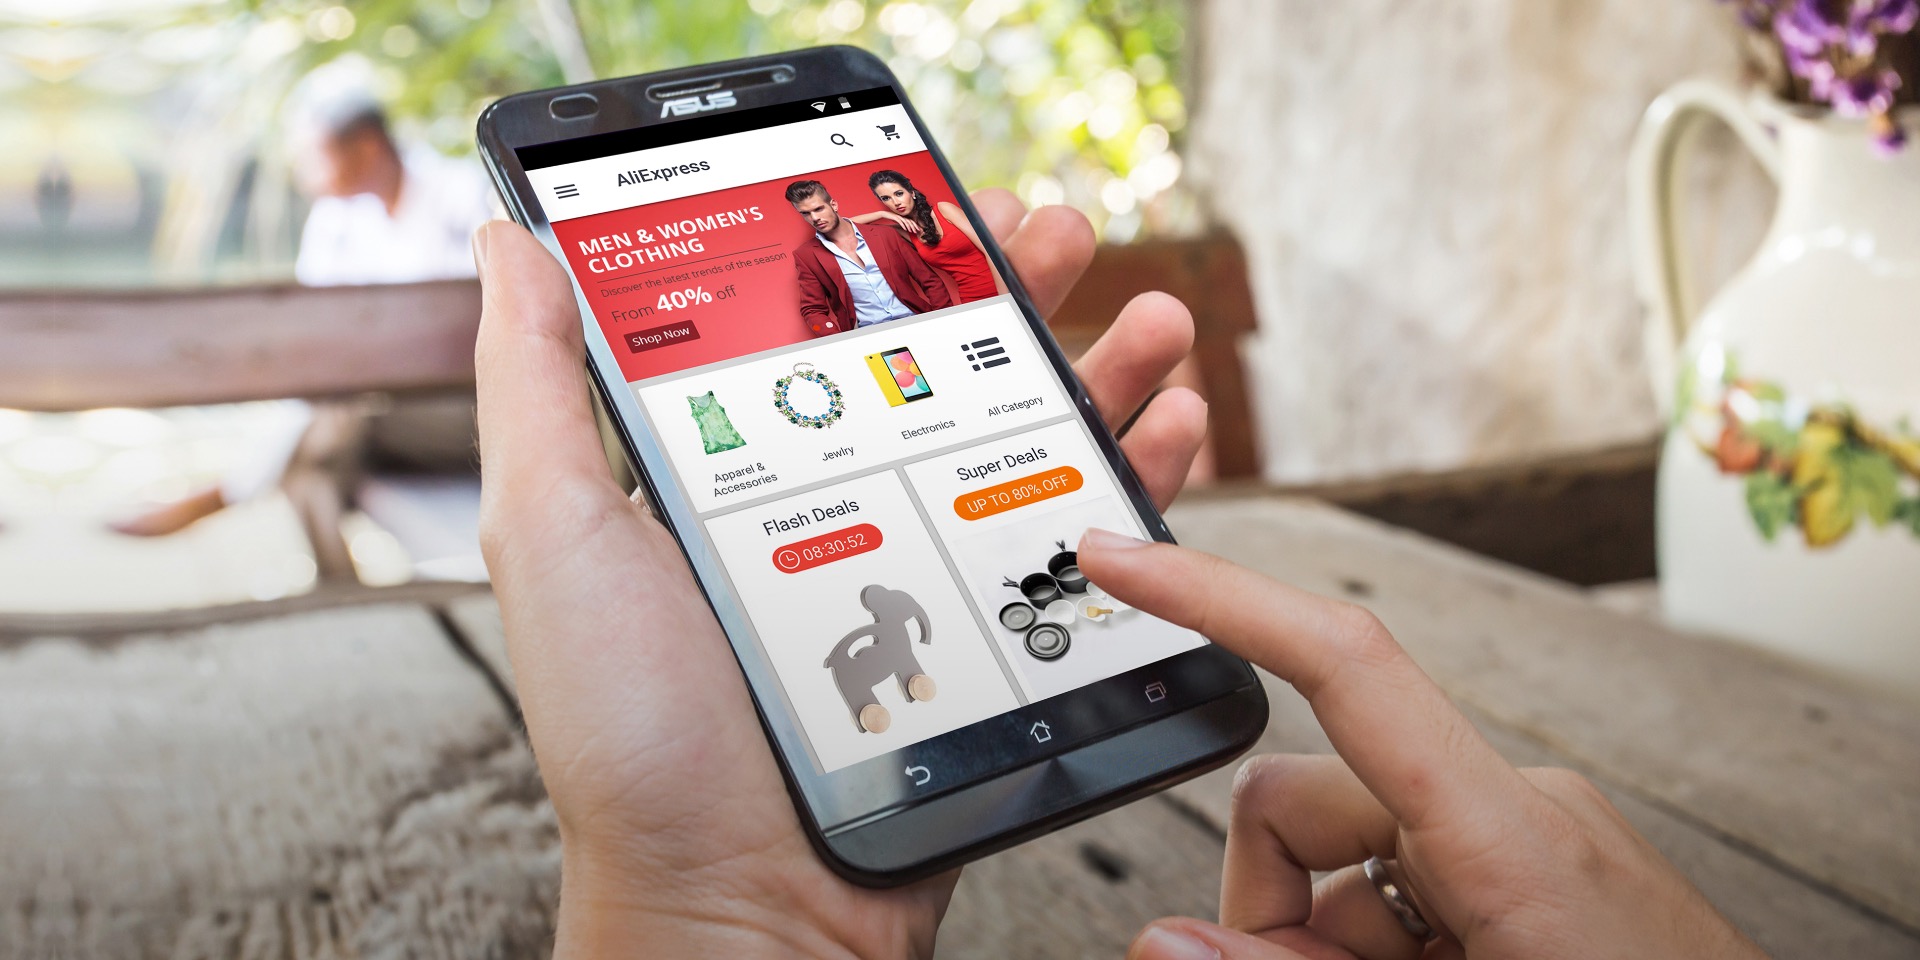 ASUS
AliExpress
MEN & WOMEN'S
CLOTHING
Discover the latest trends of the season
From 40% off
Shop Now
Apparel &
Accessories
Jewlry
Electronics
All Category
Flash Deals
08:30:52
Super Deals
UP TO 80% OFF